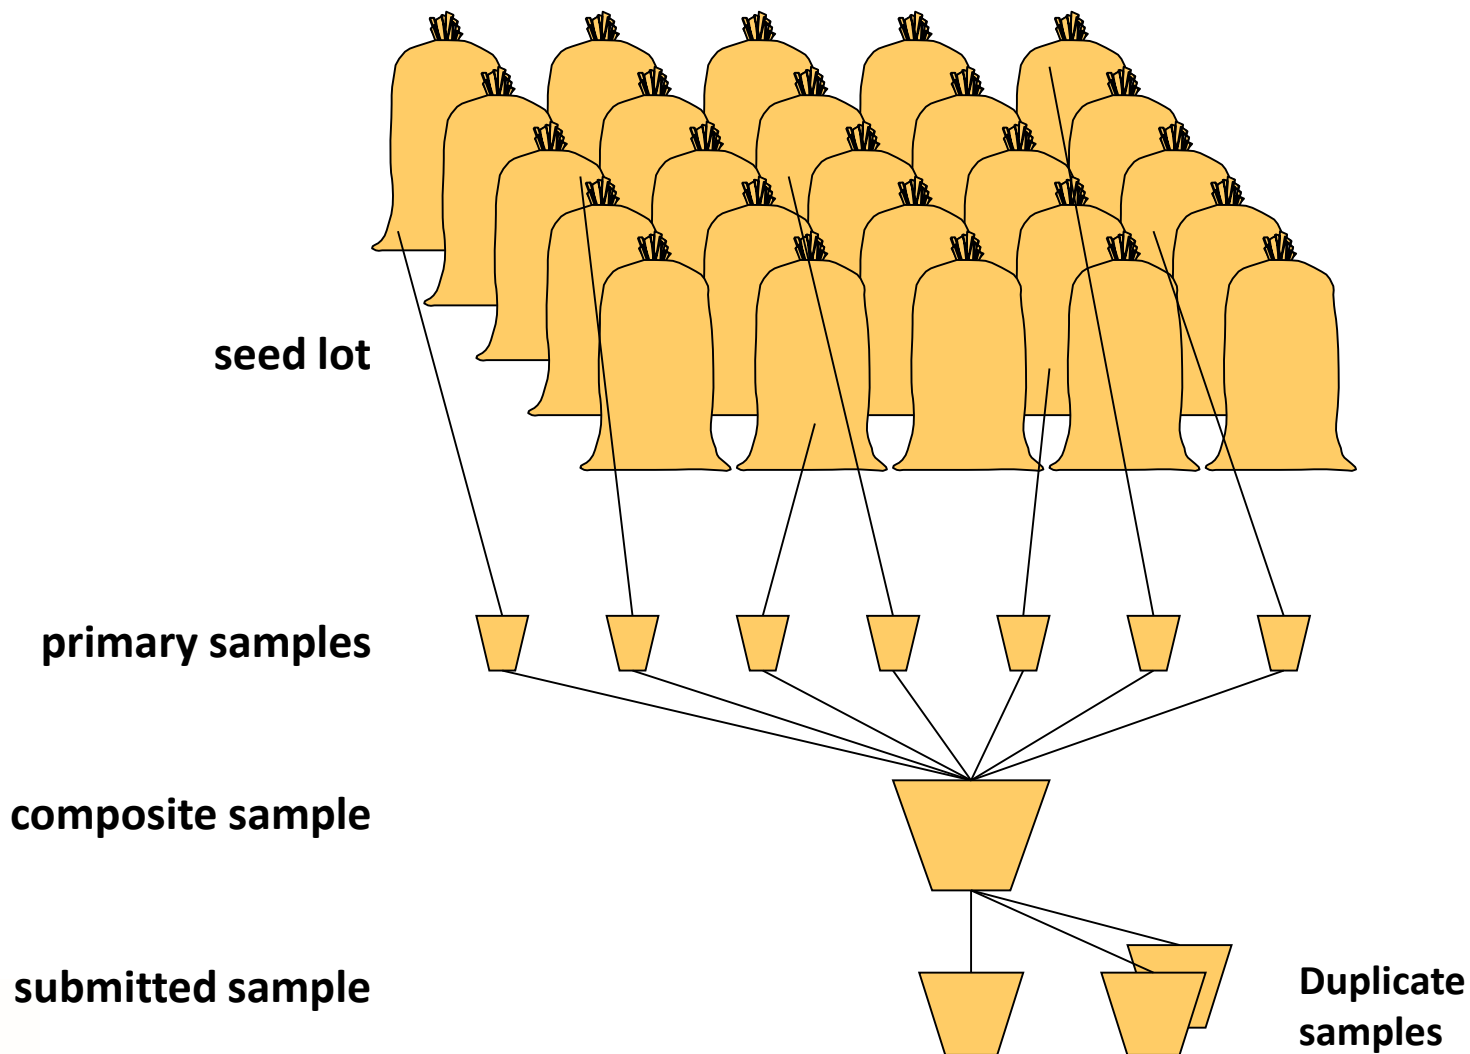 seed lot
primary samples
composite sample
submitted sample
Duplicate
samples